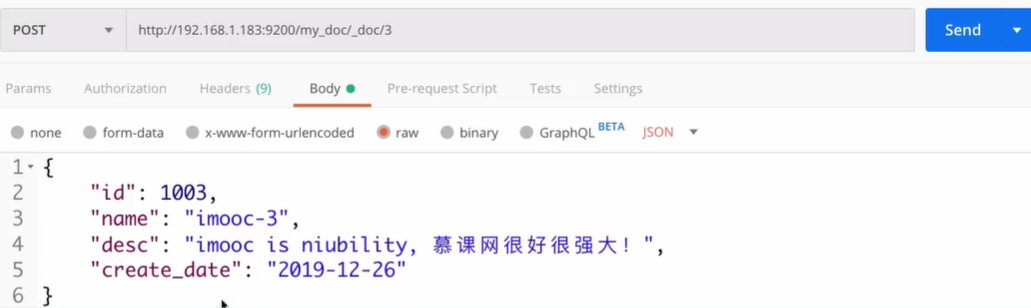 POST http://192.168.1.183:9200/my_doc/_doc/3 Send
Params Authorization Headers (9) Body Pre-request Script Tests Settings
none form-data x-www-form-urlencoded raw binary GraphQL BETA JSON
1 {
2 "id": 1003,
3 "name": "imooc-3",
4 "desc": "imooc is niubility, 慕课网很好很强大！",
5 "create_date": "2019-12-26"
6 }